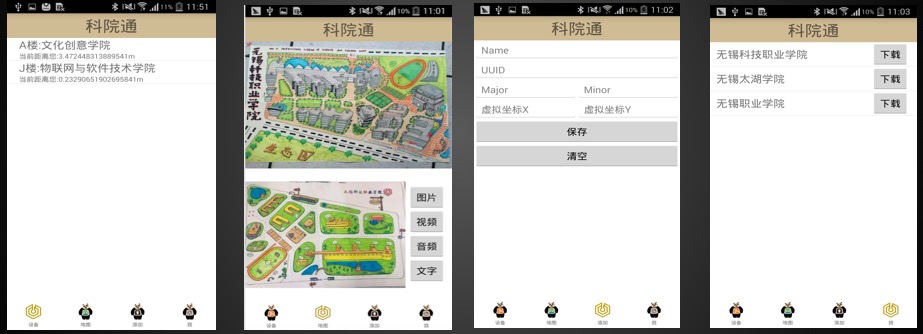 11% 11:51
科院通
A楼:文化创意学院
当前距离您:3.472448313889541m
J楼:物联网与软件技术学院
当前距离您:0.23290651902695841m
设备
地图
添加
我
10% 11:01
科院通
无锡科技职业学院
图片
视频
音频
文字
设备
地图
添加
我
10% 11:02
科院通
Name
UUID
Major Minor
虚拟坐标X 虚拟坐标Y
保存
清空
设备
地图
添加
我
10% 11:03
科院通
无锡科技职业学院 下载
无锡太湖学院 下载
无锡职业学院 下载
设备
地图
添加
我